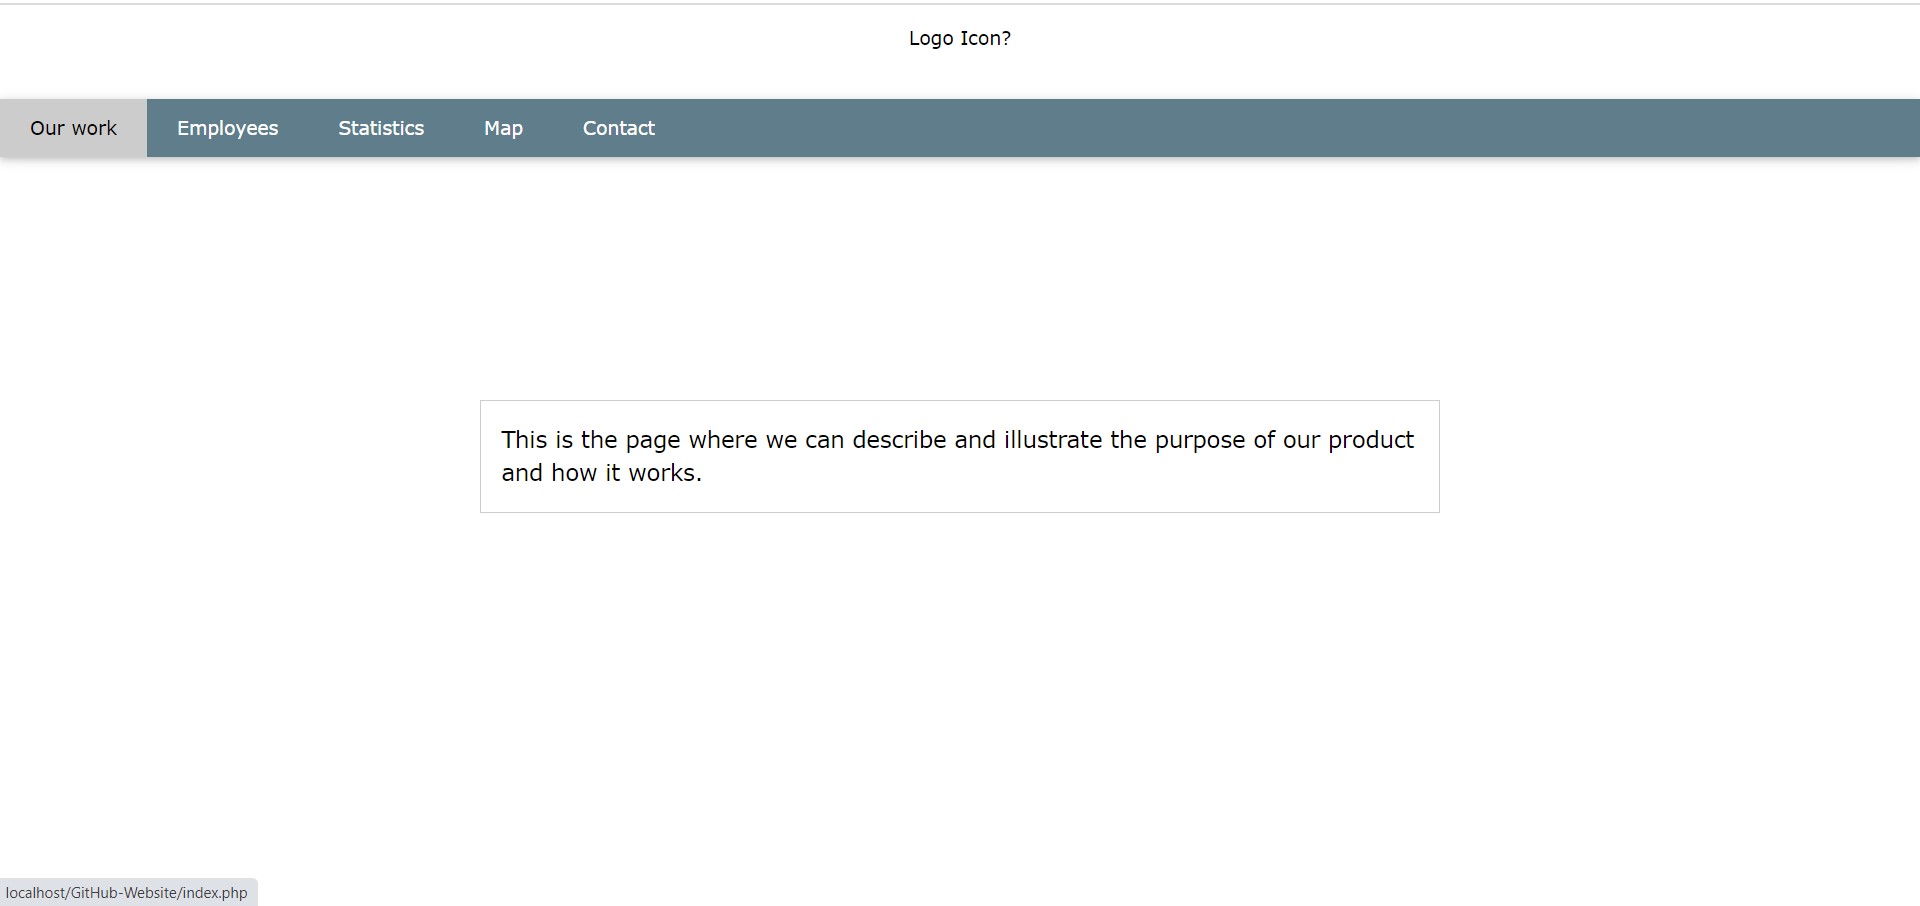 Logo Icon?
Our work Employees Statistics Map Contact
This is the page where we can describe and illustrate the purpose of our product
and how it works.
localhost/GitHub-Website/index.php